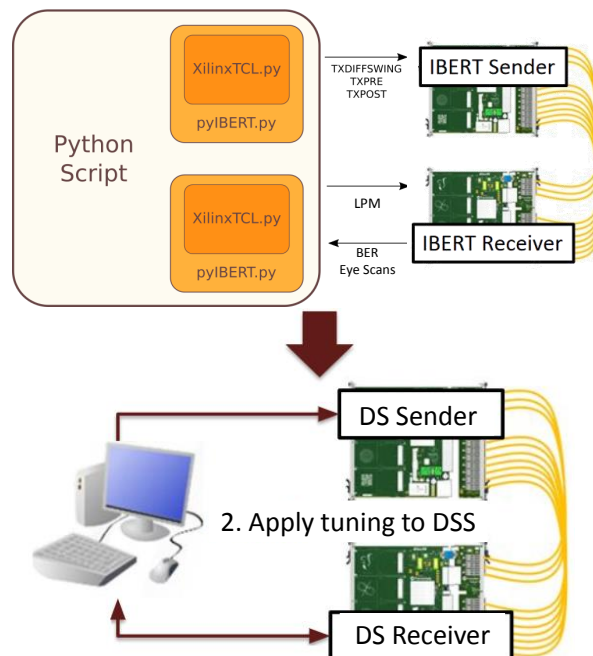 XilinxTCL.py
pyIBERT.py
Python
Script
XilinxTCL.py
pyIBERT.py
TXDIFFSWING
TXPRE
TXPOST
IBERT Sender
LPM
BER
Eye Scans
IBERT Receiver
DS Sender
2. Apply tuning to DSS
DS Receiver